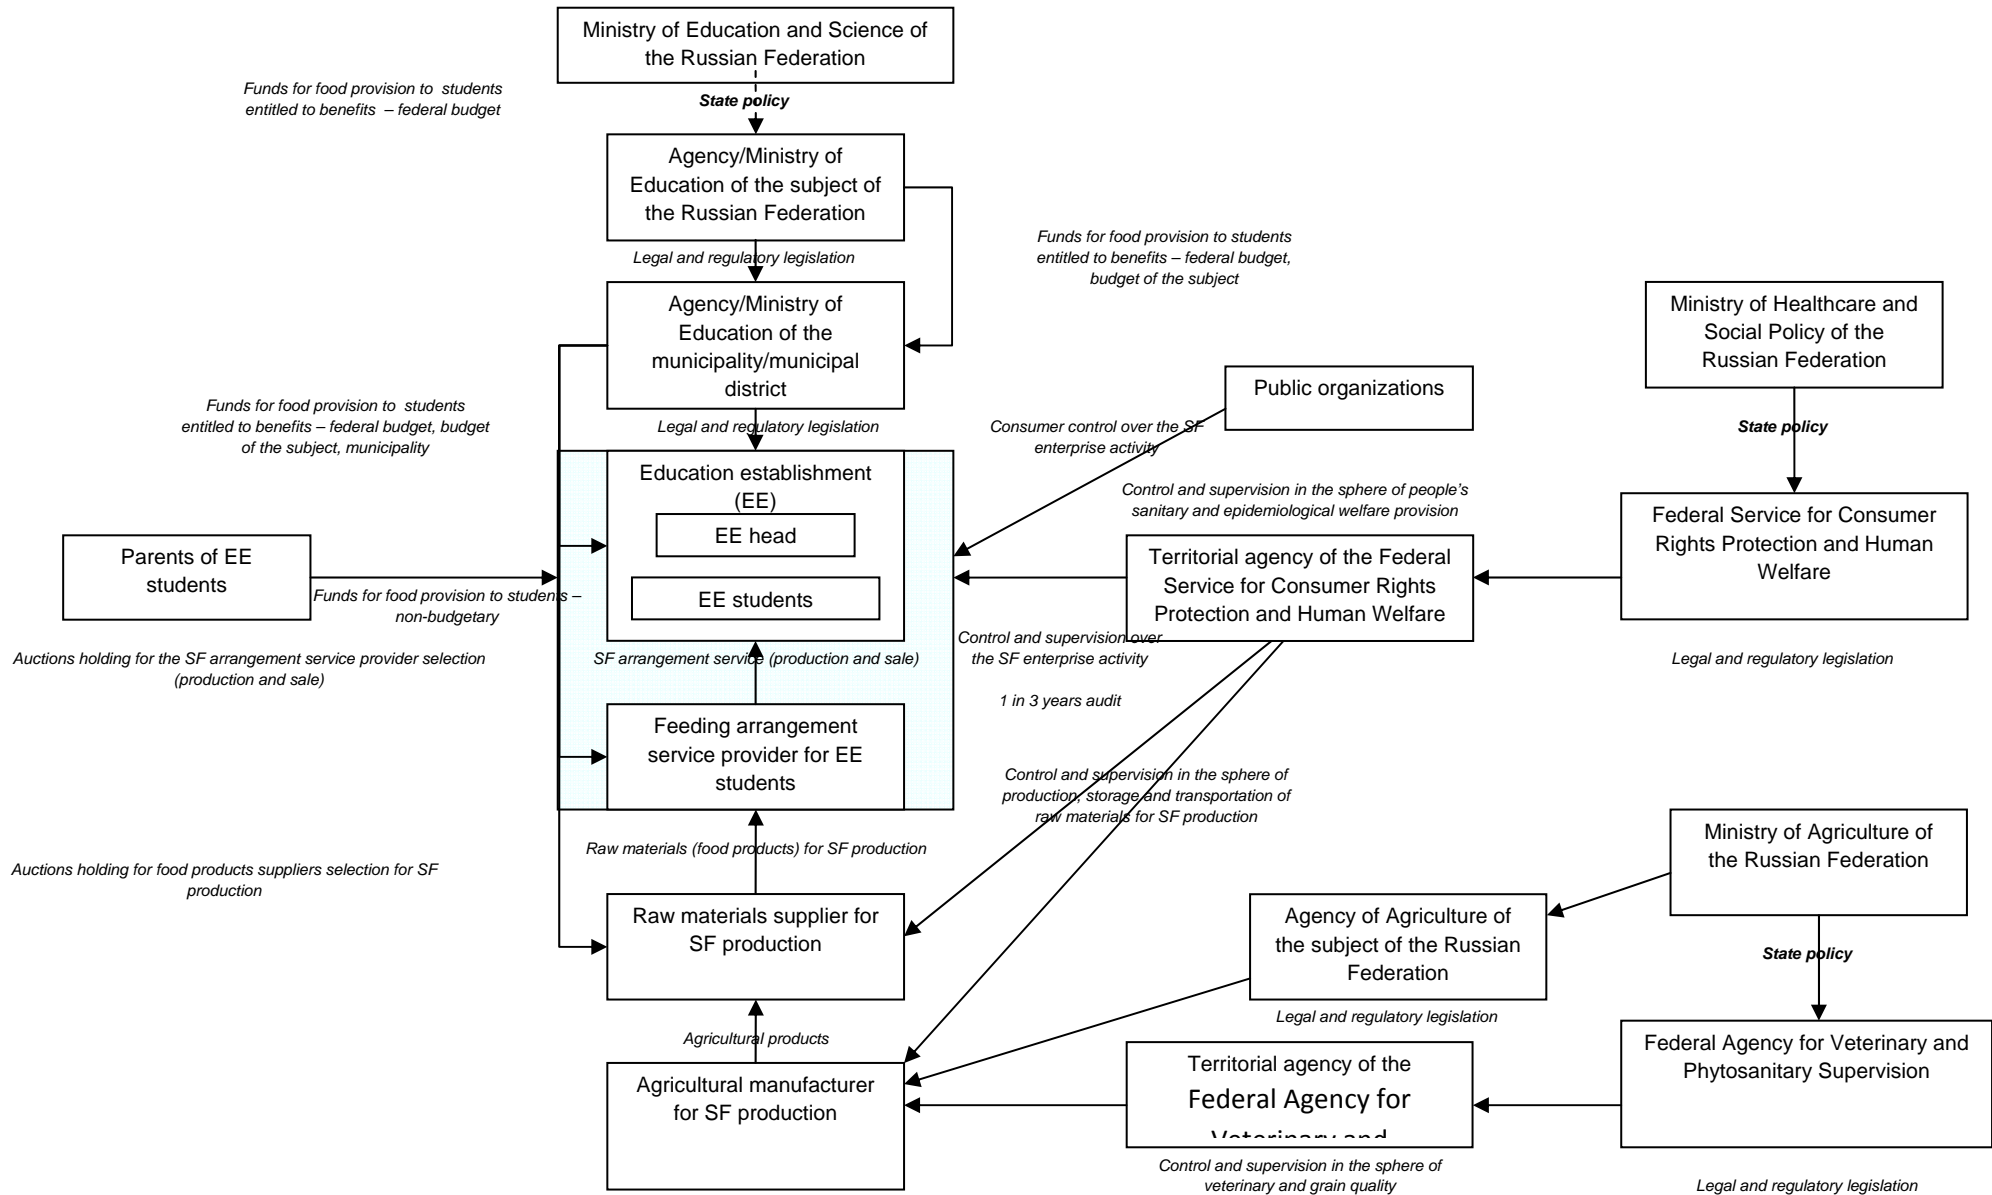 Ministry of Education and Science of
the Russian Federation
Funds for food provision to  students
entitled to benefits  – federal budget
State policy
Agency/Ministry of
Education of the subject of
the Russian Federation
Funds for food provision to students
entitled to benefits – federal budget,
budget of the subject
Legal and regulatory legislation
Agency/Ministry of
Education of the
municipality/municipal
district
Ministry of Healthcare and
Social Policy of the
Russian Federation
Public organizations
Funds for food provision to  students
entitled to benefits – federal budget, budget
of the subject, municipality
Legal and regulatory legislation
Consumer control over the SF
enterprise activity
State policy
Education establishment
(EE)
EE head
EE students
Control and supervision in the sphere of people's
sanitary and epidemiological welfare provision
Federal Service for Consumer
Rights Protection and Human
Welfare
Parents of EE
students
Funds for food provision to students –
non-budgetary
Territorial agency of the Federal
Service for Consumer Rights
Protection and Human Welfare
Auctions holding for the SF arrangement service provider selection
(production and sale)
SF arrangement service (production and sale)
Control and supervision over
the SF enterprise activity
1 in 3 years audit
Legal and regulatory legislation
Feeding arrangement
service provider for EE
students
Control and supervision in the sphere of
production, storage and transportation of
raw materials for SF production
Ministry of Agriculture of
the Russian Federation
Raw materials (food products) for SF production
Auctions holding for food products suppliers selection for SF
production
Raw materials supplier for
SF production
Agency of Agriculture of
the subject of the Russian
Federation
State policy
Legal and regulatory legislation
Agricultural products
Agricultural manufacturer
for SF production
Territorial agency of the
Federal Agency for
Federal Agency for Veterinary and
Phytosanitary Supervision
Control and supervision in the sphere of
veterinary and grain quality
Legal and regulatory legislation